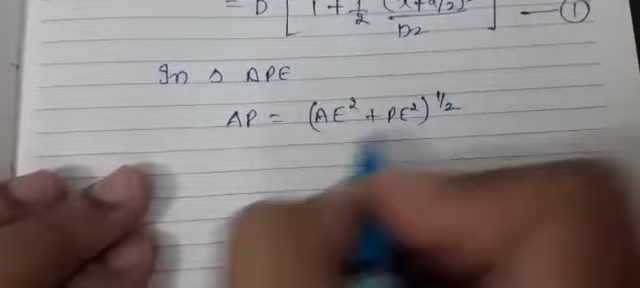 = D [ 1 + 1/2 (x+d/2)² / D2 ] — ①
In △ APE
AP = (AE² + PE²)^1/2